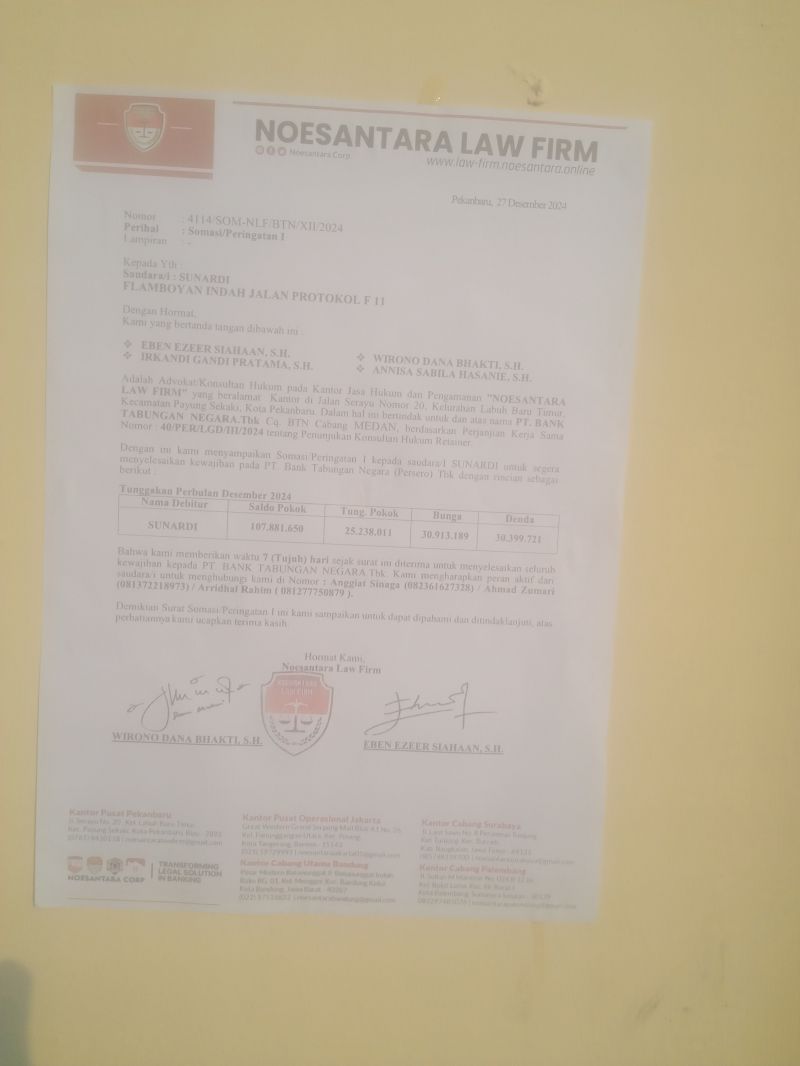 NOESANTARA LAW FIRM
Noesantara Corp
www.law-firm.noesantara.online
Pekanbaru, 27 Desember 2024
Nomor : 4114/SOM-NLF/BTN/XII/2024
Perihal : Somasi/Peringatan I
Lampiran : -
Kepada Yth :
Saudara/i : SUNARDI
FLAMBOYAN INDAH JALAN PROTOKOL F 11
Dengan Hormat,
Kami yang bertanda tangan dibawah ini :
❖ EBEN EZEER SIAHAAN, S.H. ❖ WIRONO DANA BHAKTI, S.H.
❖ IRKANDI GANDI PRATAMA, S.H. ❖ ANNISA SABILA HASANIE, S.H.
Adalah Advokat/Konsultan Hukum pada Kantor Jasa Hukum dan Pengamanan "NOESANTARA
LAW FIRM" yang beralamat Kantor di Jalan Serayu Nomor 20, Kelurahan Labuh Baru Timur,
Kecamatan Payung Sekaki, Kota Pekanbaru. Dalam hal ini bertindak untuk dan atas nama PT. BANK
TABUNGAN NEGARA.Tbk Cq. BTN Cabang MEDAN, berdasarkan Perjanjian Kerja Sama
Nomor : 40/PER/LGD/III/2024 tentang Penunjukan Konsultan Hukum Retainer.
Dengan ini kami menyampaikan Somasi/Peringatan I kepada saudara/i SUNARDI untuk segera
menyelesaikan kewajiban pada PT. Bank Tabungan Negara (Persero) Tbk dengan rincian sebagai
berikut :
Tunggakan Perbulan Desember 2024
Nama Debitur Saldo Pokok Tung. Pokok Bunga Denda
SUNARDI 107.881.650 25.238.011 30.913.189 30.399.721
Bahwa kami memberikan waktu 7 (Tujuh) hari sejak surat ini diterima untuk menyelesaikan seluruh
kewajiban kepada PT. BANK TABUNGAN NEGARA.Tbk. Kami mengharapkan peran aktif dari
saudara/i untuk menghubungi kami di Nomor : Anggiat Sinaga (082361627328) / Ahmad Zumari
(081372218973) / Arridhal Rahim ( 081277750879 ).
Demikian Surat Somasi/Peringatan I ini kami sampaikan untuk dapat dipahami dan ditindaklanjuti, atas
perhatiannya kami ucapkan terima kasih.
Hormat Kami,
Noesantara Law Firm
NOESANTARA
LAW FIRM
WIRONO DANA BHAKTI, S.H. EBEN EZEER SIAHAAN, S.H.
Kantor Pusat Pekanbaru
Kantor Pusat Operasional Jakarta
Kantor Cabang Surabaya
Kantor Cabang Utama Bandung
Kota Bandung, Jawa Barat
Kantor Cabang Palembang
NOESANTARA CORP
TRANSFORMING
LEGAL SOLUTION
IN BANKING